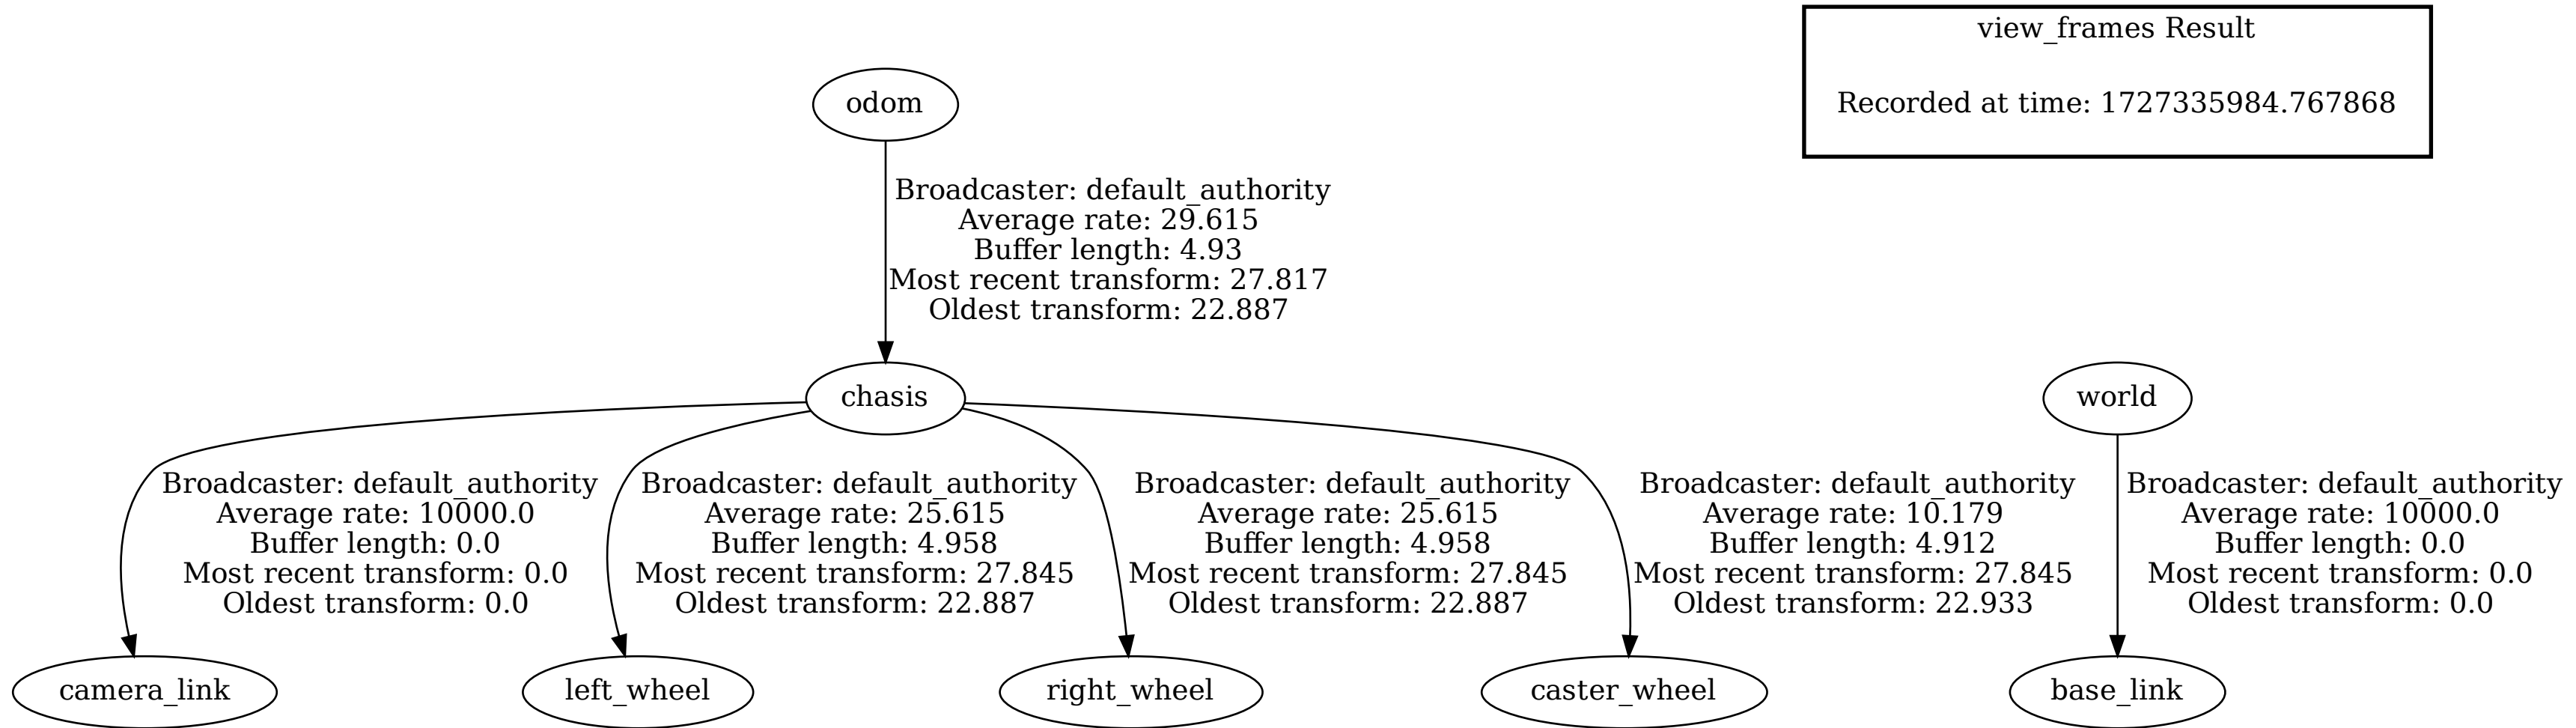 view_frames Result
Recorded at time: 1727335984.767868
odom
Broadcaster: default_authority
Average rate: 29.615
Buffer length: 4.93
Most recent transform: 27.817
Oldest transform: 22.887
chasis
world
Broadcaster: default_authority
Average rate: 10000.0
Buffer length: 0.0
Most recent transform: 0.0
Oldest transform: 0.0
Broadcaster: default_authority
Average rate: 25.615
Buffer length: 4.958
Most recent transform: 27.845
Oldest transform: 22.887
Broadcaster: default_authority
Average rate: 25.615
Buffer length: 4.958
Most recent transform: 27.845
Oldest transform: 22.887
Broadcaster: default_authority
Average rate: 10.179
Buffer length: 4.912
Most recent transform: 27.845
Oldest transform: 22.933
Broadcaster: default_authority
Average rate: 10000.0
Buffer length: 0.0
Most recent transform: 0.0
Oldest transform: 0.0
camera_link
left_wheel
right_wheel
caster_wheel
base_link